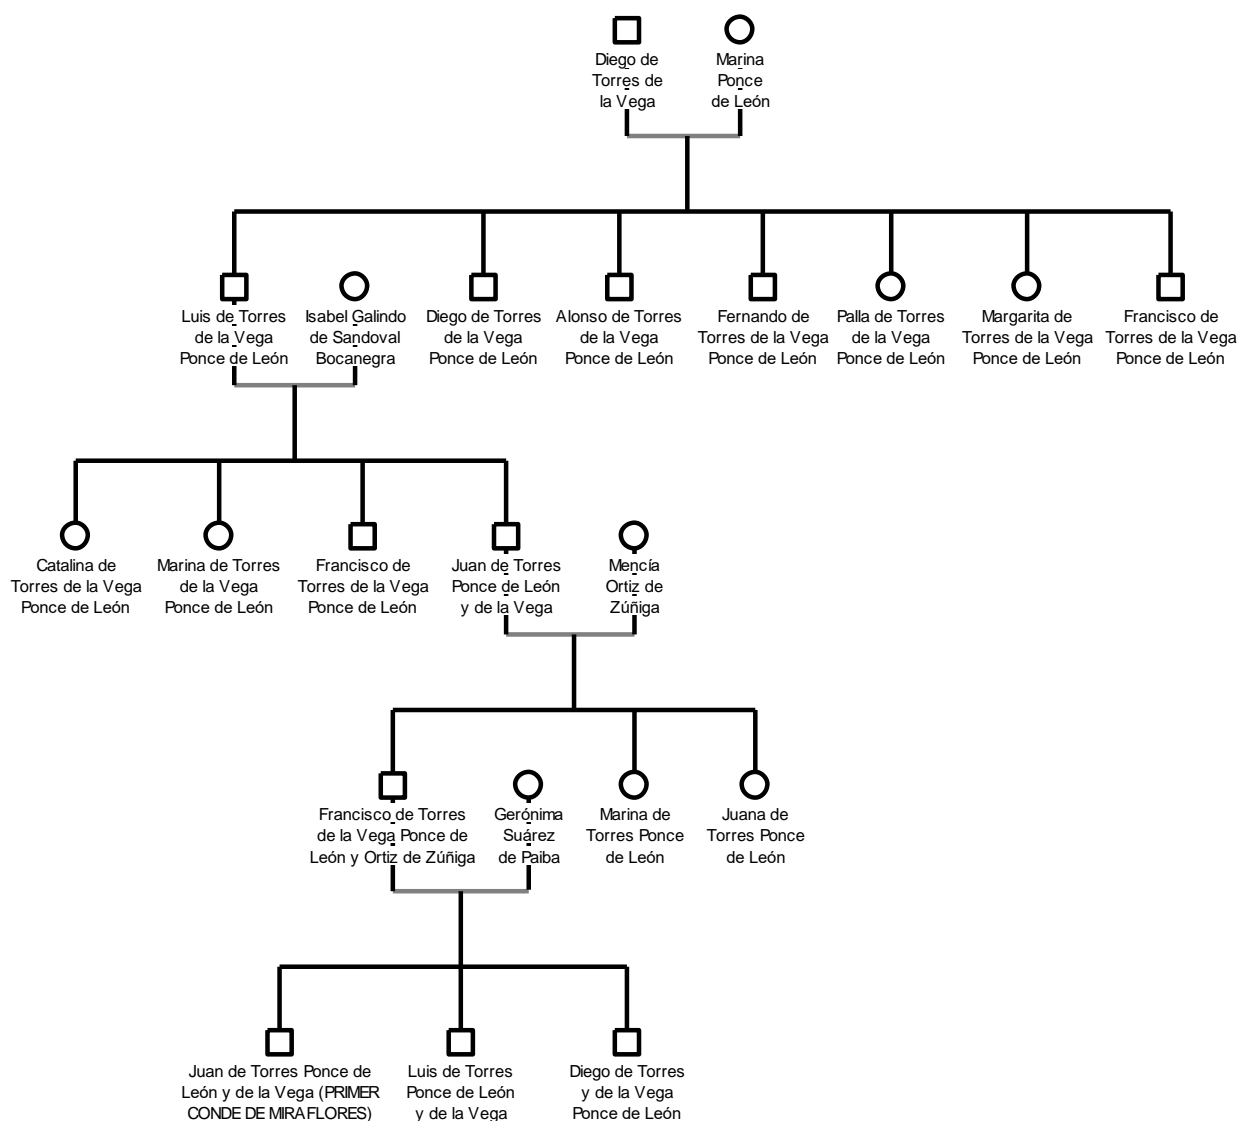 Diego de
Torres de
la Vega
Marina
Ponce
de León
Luis de Torres
de la Vega
Ponce de León
Isabel Galindo
de Sandoval
Bocanegra
Diego de Torres
de la Vega
Ponce de León
Alonso de Torres
de la Vega
Ponce de León
Fernando de
Torres de la Vega
Ponce de León
Palla de Torres
de la Vega
Ponce de León
Margarita de
Torres de la Vega
Ponce de León
Francisco de
Torres de la Vega
Ponce de León
Catalina de
Torres de la Vega
Ponce de León
Marina de Torres
de la Vega
Ponce de León
Francisco de
Torres de la Vega
Ponce de León
Juan de Torres
Ponce de León
y de la Vega
Mencía
Ortiz de
Zúñiga
Francisco de Torres
de la Vega Ponce de
León y Ortiz de Zúñiga
Gerónima
Suárez
de Paiba
Marina de
Torres Ponce
de León
Juana de
Torres Ponce
de León
Juan de Torres Ponce de
León y de la Vega (PRIMER
CONDE DE MIRAFLORES)
Luis de Torres
Ponce de León
y de la Vega
Diego de Torres
y de la Vega
Ponce de León